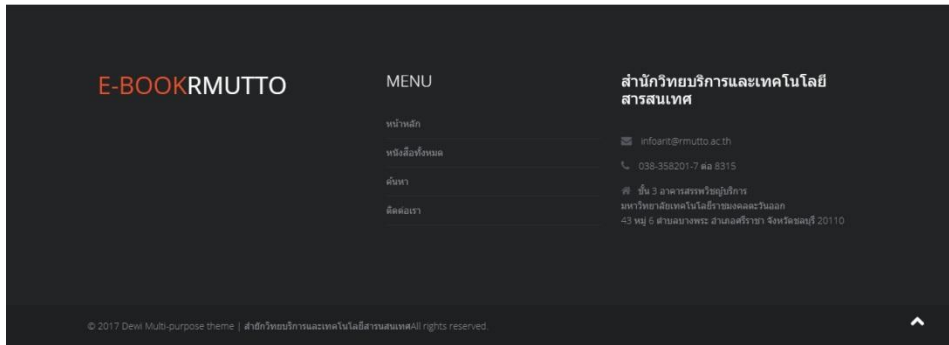 E-BOOKRMUTTO
MENU
หน้าหลัก
หนังสือทั้งหมด
ค้นหา
ติดต่อเรา
สำนักวิทยบริการและเทคโนโลยี
สารสนเทศ
infoarit@rmutto.ac.th
038-358201-7 ต่อ 8315
ชั้น 3 อาคารสรรพวิชญ์บริการ
มหาวิทยาลัยเทคโนโลยีราชมงคลตะวันออก
43 หมู่ 6 ตำบลบางพระ อำเภอศรีราชา จังหวัดชลบุรี 20110
© 2017 Dewi Multi-purpose theme | สำนักวิทยบริการและเทคโนโลยีสารสนเทศAll rights reserved.